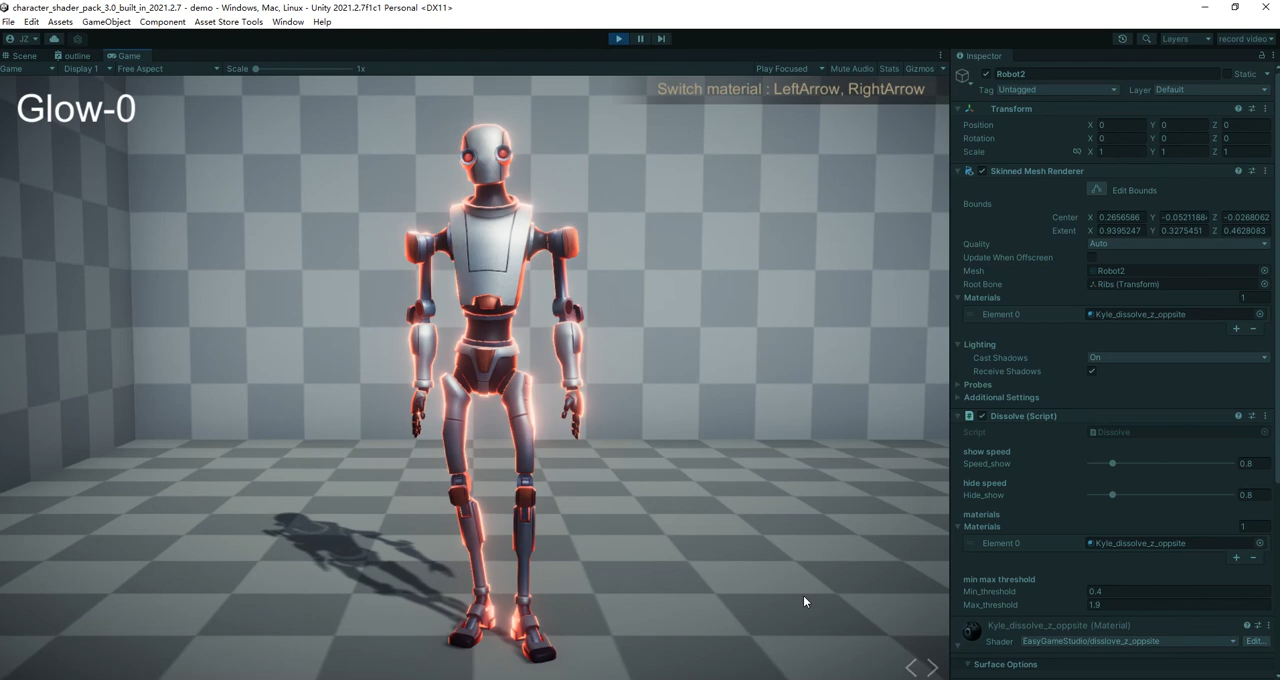 character_shader_pack_3.0_built_in_2021.2.7 - demo - Windows, Mac, Linux - Unity 2021.2.7f1c1 Personal <DX11>
File Edit Assets GameObject Component Asset Store Tools Window Help
JZ Layers record video
Scene outline Game
Game Display 1 Free Aspect Scale 1x Play Focused Mute Audio Stats Gizmos
Glow-0
Switch material : LeftArrow, RightArrow
Inspector
Robot2 Static
Tag Untagged Layer Default
Transform
Position X 0 Y 0 Z 0
Rotation X 0 Y 0 Z 0
Scale X 1 Y 1 Z 1
Skinned Mesh Renderer
Edit Bounds
Bounds
Center X 0.2656586 Y -0.0521188 Z -0.0268062
Extent X 0.9395247 Y 0.3275451 Z 0.4628083
Quality Auto
Update When Offscreen
Mesh Robot2
Root Bone Ribs (Transform)
Materials 1
Element 0 Kyle_dissolve_z_oppsite
Lighting
Cast Shadows On
Receive Shadows
Probes
Additional Settings
Dissolve (Script)
Script Dissolve
show speed
Speed_show 0.8
hide speed
Hide_show 0.8
materials
Materials 1
Element 0 Kyle_dissolve_z_oppsite
min max threshold
Min_threshold 0.4
Max_threshold 1.9
Kyle_dissolve_z_oppsite (Material)
Shader EasyGameStudio/disslove_z_oppsite Edit...
Surface Options